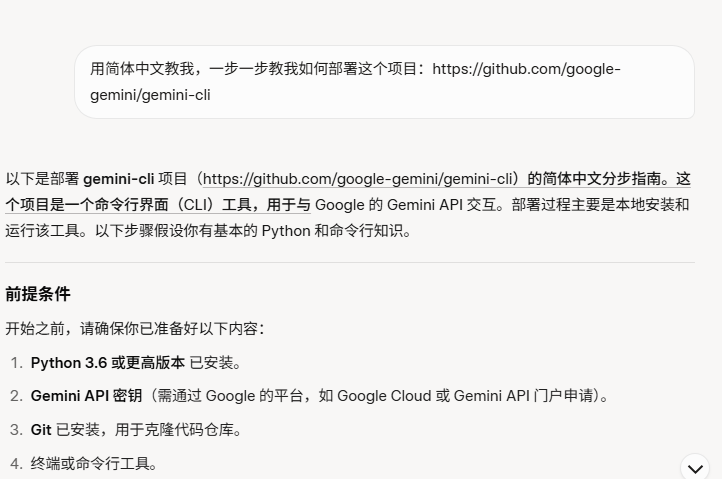 用简体中文教我，一步一步教我如何部署这个项目：https://github.com/google-
gemini/gemini-cli
以下是部署 gemini-cli 项目（https://github.com/google-gemini/gemini-cli）的简体中文分步指南。这
个项目是一个命令行界面（CLI）工具，用于与 Google 的 Gemini API 交互。部署过程主要是本地安装和
运行该工具。以下步骤假设你有基本的 Python 和命令行知识。
前提条件
开始之前，请确保你已准备好以下内容：
1. Python 3.6 或更高版本 已安装。
2. Gemini API 密钥（需通过 Google 的平台，如 Google Cloud 或 Gemini API 门户申请）。
3. Git 已安装，用于克隆代码仓库。
4. 终端或命令行工具。